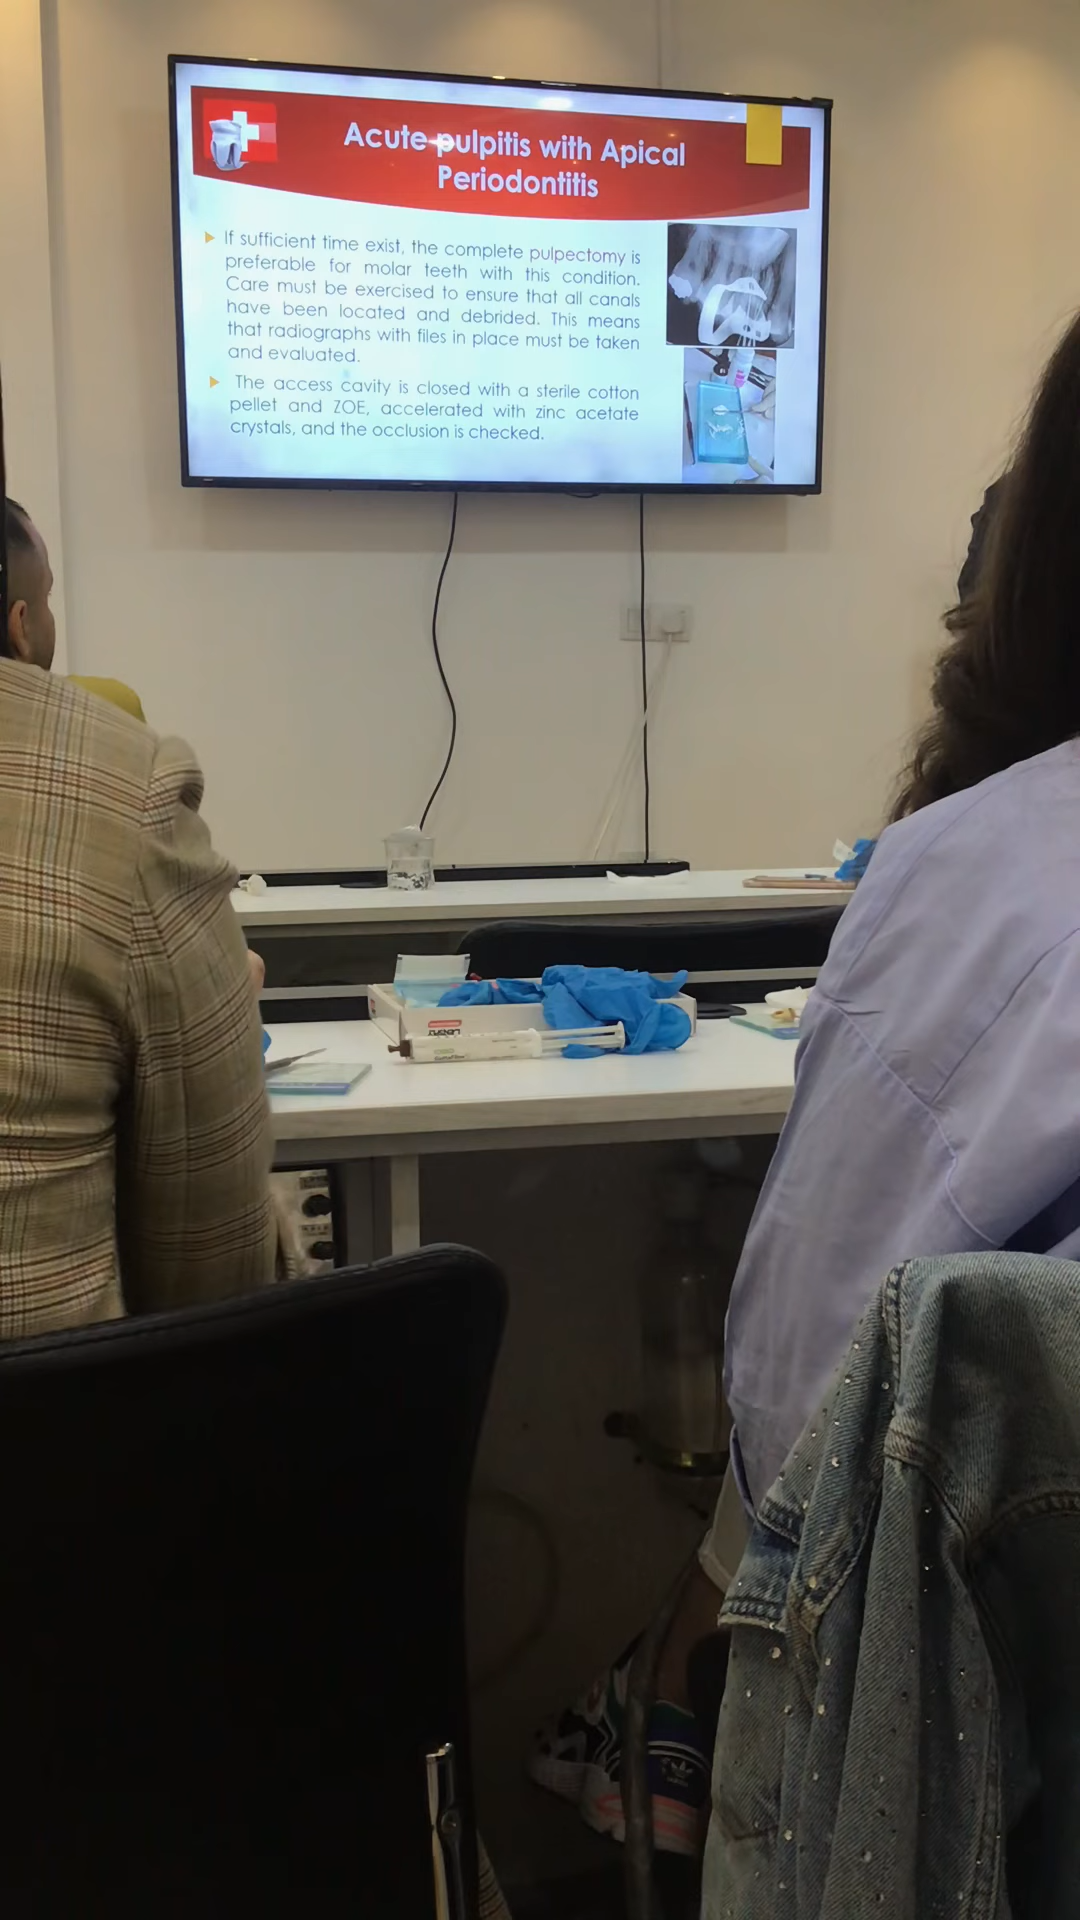 Acute pulpitis with Apical
Periodontitis
If sufficient time exist, the complete pulpectomy is
preferable for molar teeth with this condition.
Care must be exercised to ensure that all canals
have been located and debrided. This means
that radiographs with files in place must be taken
and evaluated.
The access cavity is closed with a sterile cotton
pellet and ZOE, accelerated with zinc acetate
crystals, and the occlusion is checked.